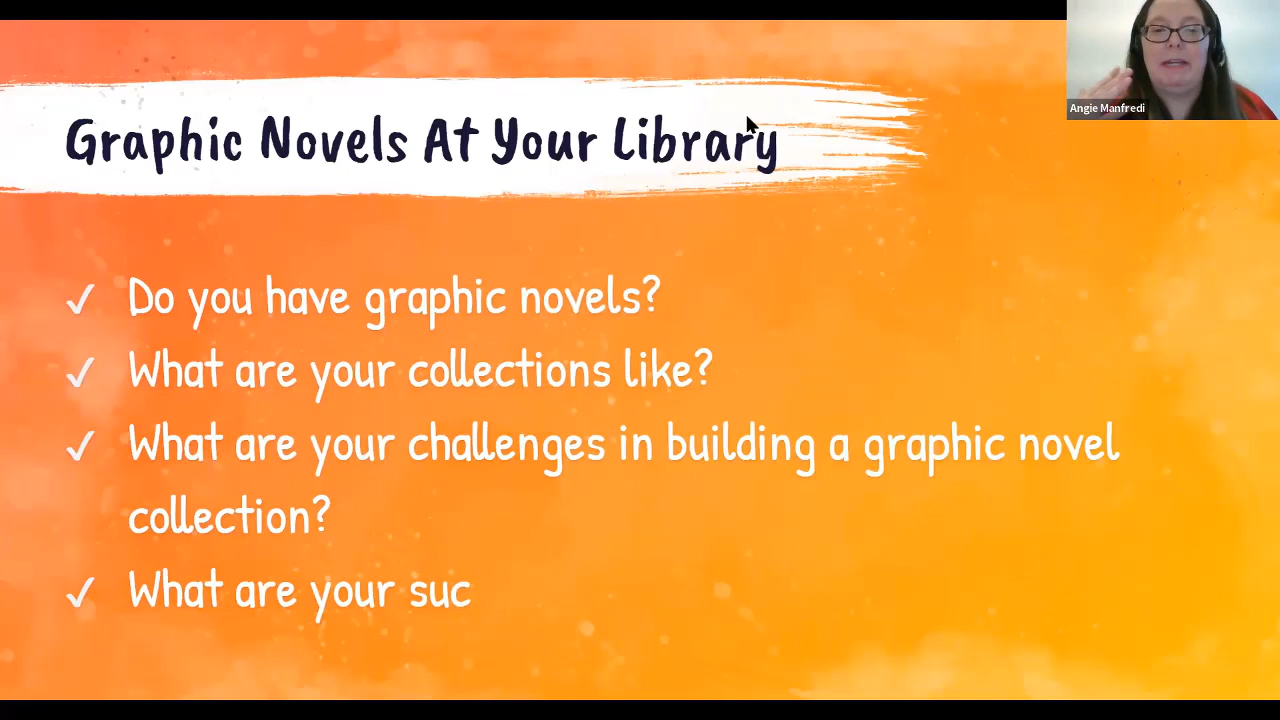 Angie Manfredi
Graphic Novels At Your Library
✓ Do you have graphic novels?
✓ What are your collections like?
✓ What are your challenges in building a graphic novel
collection?
✓ What are your suc